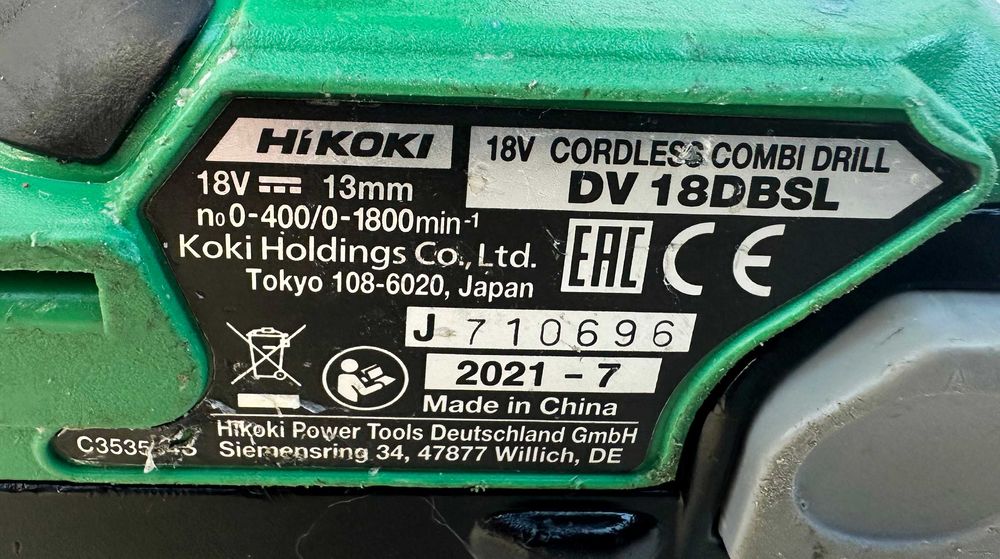 HiKOKI
18V CORDLESS COMBI DRILL
DV 18DBSL
18V 13mm
n₀ 0-400/0-1800min⁻¹
Koki Holdings Co., Ltd.
Tokyo 108-6020, Japan
EAC CE
J 710696
2021 - 7
Made in China
Hikoki Power Tools Deutschland GmbH
Siemensring 34, 47877 Willich, DE